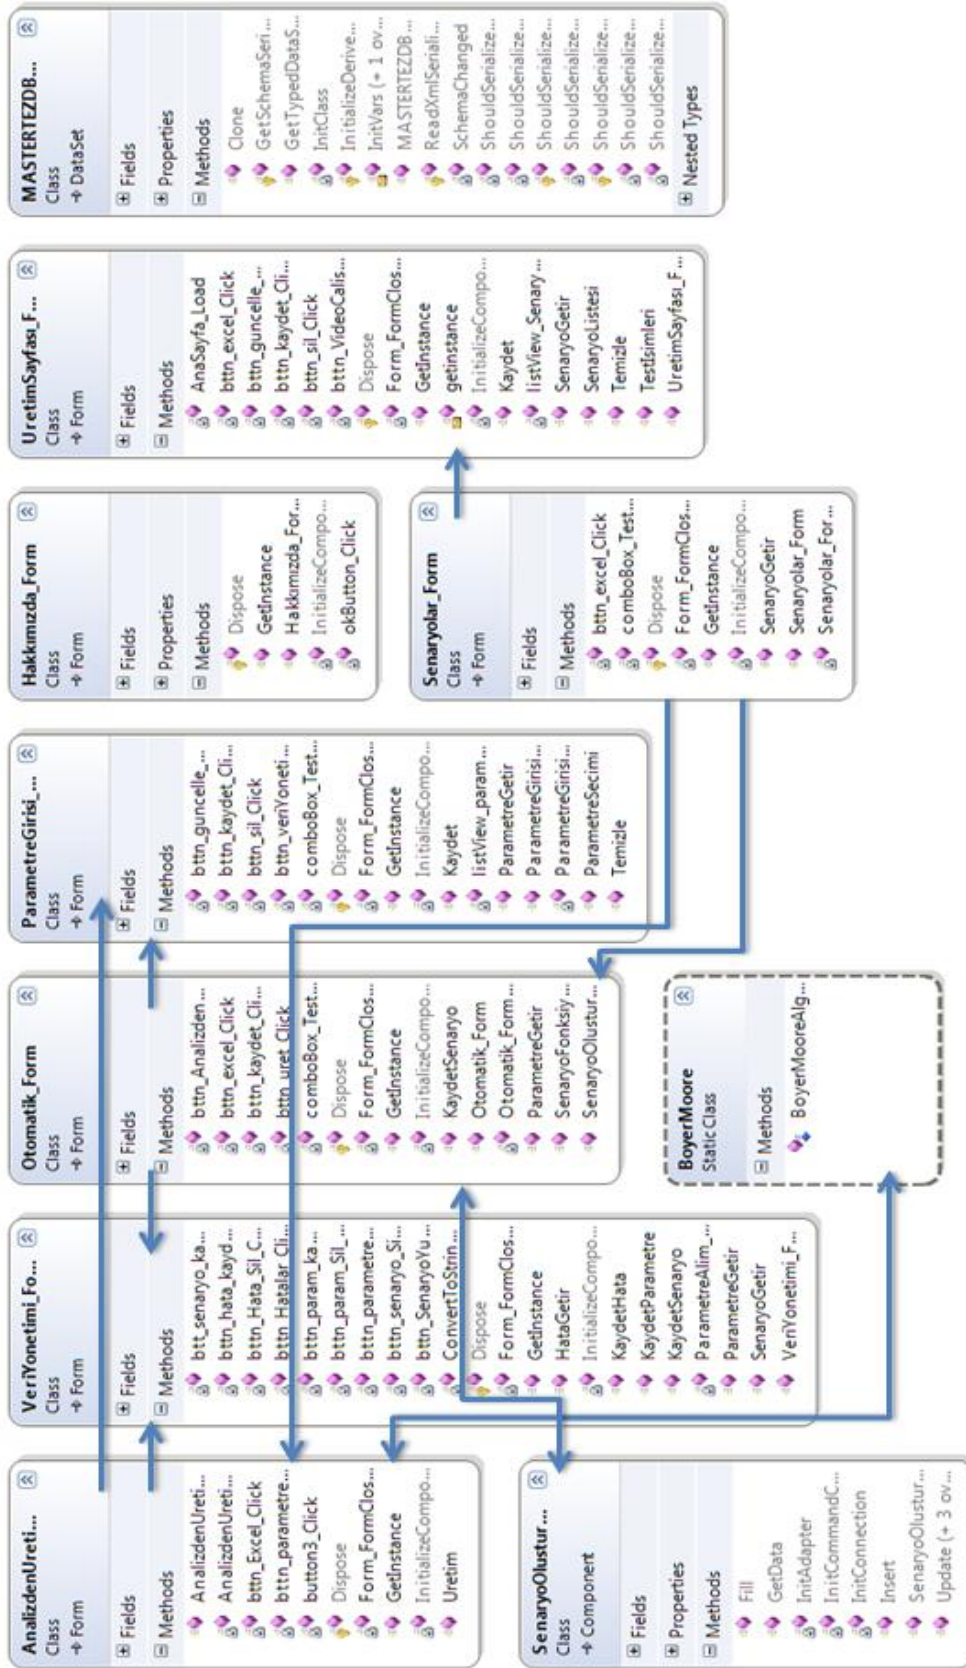 AnalizdenUreti...
Class
Form
Fields
Methods
AnalizdenUreti...
AnalizdenUreti...
bttn_Excel_Click
bttn_parametre...
button3_Click
Dispose
Form_FormClos...
GetInstance
InitializeCompo...
Uretim
VeriYonetimi_Fo...
Class
Form
Fields
Methods
btt_senaryo_ka...
bttn_hata_kayd...
bttn_Hata_Sil_C...
bttn_Hatalar_Cli...
bttn_param_ka...
bttn_param_Sil_...
bttn_parametre...
bttn_senaryo_Si...
bttn_SenaryoYu...
ConvertToStrin...
Dispose
Form_FormClos...
GetInstance
HataGetir
InitializeCompo...
KaydetHata
KaydetParametre
KaydetSenaryo
ParametreAlim_...
ParametreGetir
SenaryoGetir
VeriYonetimi_F...
Otomatik_Form
Class
Form
Fields
Methods
bttn_Analizden...
bttn_excel_Click
bttn_kaydet_Cli...
bttn_uret_Click
comboBox_Test...
Dispose
Form_FormClos...
GetInstance
InitializeCompo...
KaydetSenaryo
Otomatik_Form
Otomatik_Form...
ParametreGetir
SenaryoFonksiy...
SenaryoOlustur...
ParametreGirisi_...
Class
Form
Fields
Methods
bttn_guncelle_...
bttn_kaydet_Cli...
bttn_sil_Click
bttn_veriYoneti...
comboBox_Test...
Dispose
Form_FormClos...
GetInstance
InitializeCompo...
Kaydet
listView_param...
ParametreGetir
ParametreGirisi...
ParametreGirisi...
ParametreSecimi
Temizle
Hakkımızda_Form
Class
Form
Fields
Properties
Methods
Dispose
GetInstance
Hakkımızda_For...
InitializeCompo...
okButton_Click
UretimSayfası_F...
Class
Form
Fields
Methods
AnaSayfa_Load
bttn_excel_Click
bttn_guncelle_...
bttn_kaydet_Cli...
bttn_sil_Click
bttn_VideoCalis...
Dispose
Form_FormClos...
GetInstance
getinstance
InitializeCompo...
Kaydet
listView_Senary...
SenaryoGetir
SenaryoListesi
Temizle
TestIsimleri
UretimSayfası_F...
MASTERTEZDB...
Class
DataSet
Fields
Properties
Methods
Clone
GetSchemaSeri...
GetTypedDataS...
InitClass
InitializeDerive...
InitVars (+ 1 ov...
MASTERTEZDB...
ReadXmlSeriali...
SchemaChanged
ShouldSerialize...
ShouldSerialize...
ShouldSerialize...
ShouldSerialize...
ShouldSerialize...
ShouldSerialize...
ShouldSerialize...
Nested Types
SenaryoOlustur...
Class
Component
Fields
Properties
Methods
Fill
GetData
InitAdapter
InitCommandC...
InitConnection
Insert
SenaryoOlustur...
Update (+ 3 ov...
BoyerMoore
Static Class
Methods
BoyerMooreAlg...
Senaryolar_Form
Class
Form
Fields
Methods
bttn_excel_Click
comboBox_Test...
Dispose
Form_FormClos...
GetInstance
InitializeCompo...
SenaryoGetir
Senaryolar_Form
Senaryolar_For...